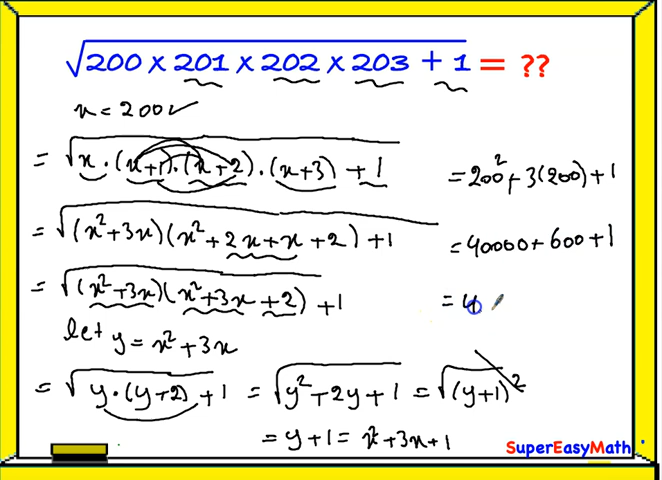 √200 × 201 × 202 × 203 + 1 = ??
x = 200 ✓
= √x · (x+1) · (x+2) · (x+3) + 1
= √(x²+3x)(x²+2x+x+2)+1
= √(x²+3x)(x²+3x+2)+1
let y = x²+3x
= √y·(y+2)+1 = √y²+2y+1 = √(y+1)²
= y+1 = x²+3x+1
= 200²+3(200)+1
= 40000+600+1
= 40
SuperEasyMath